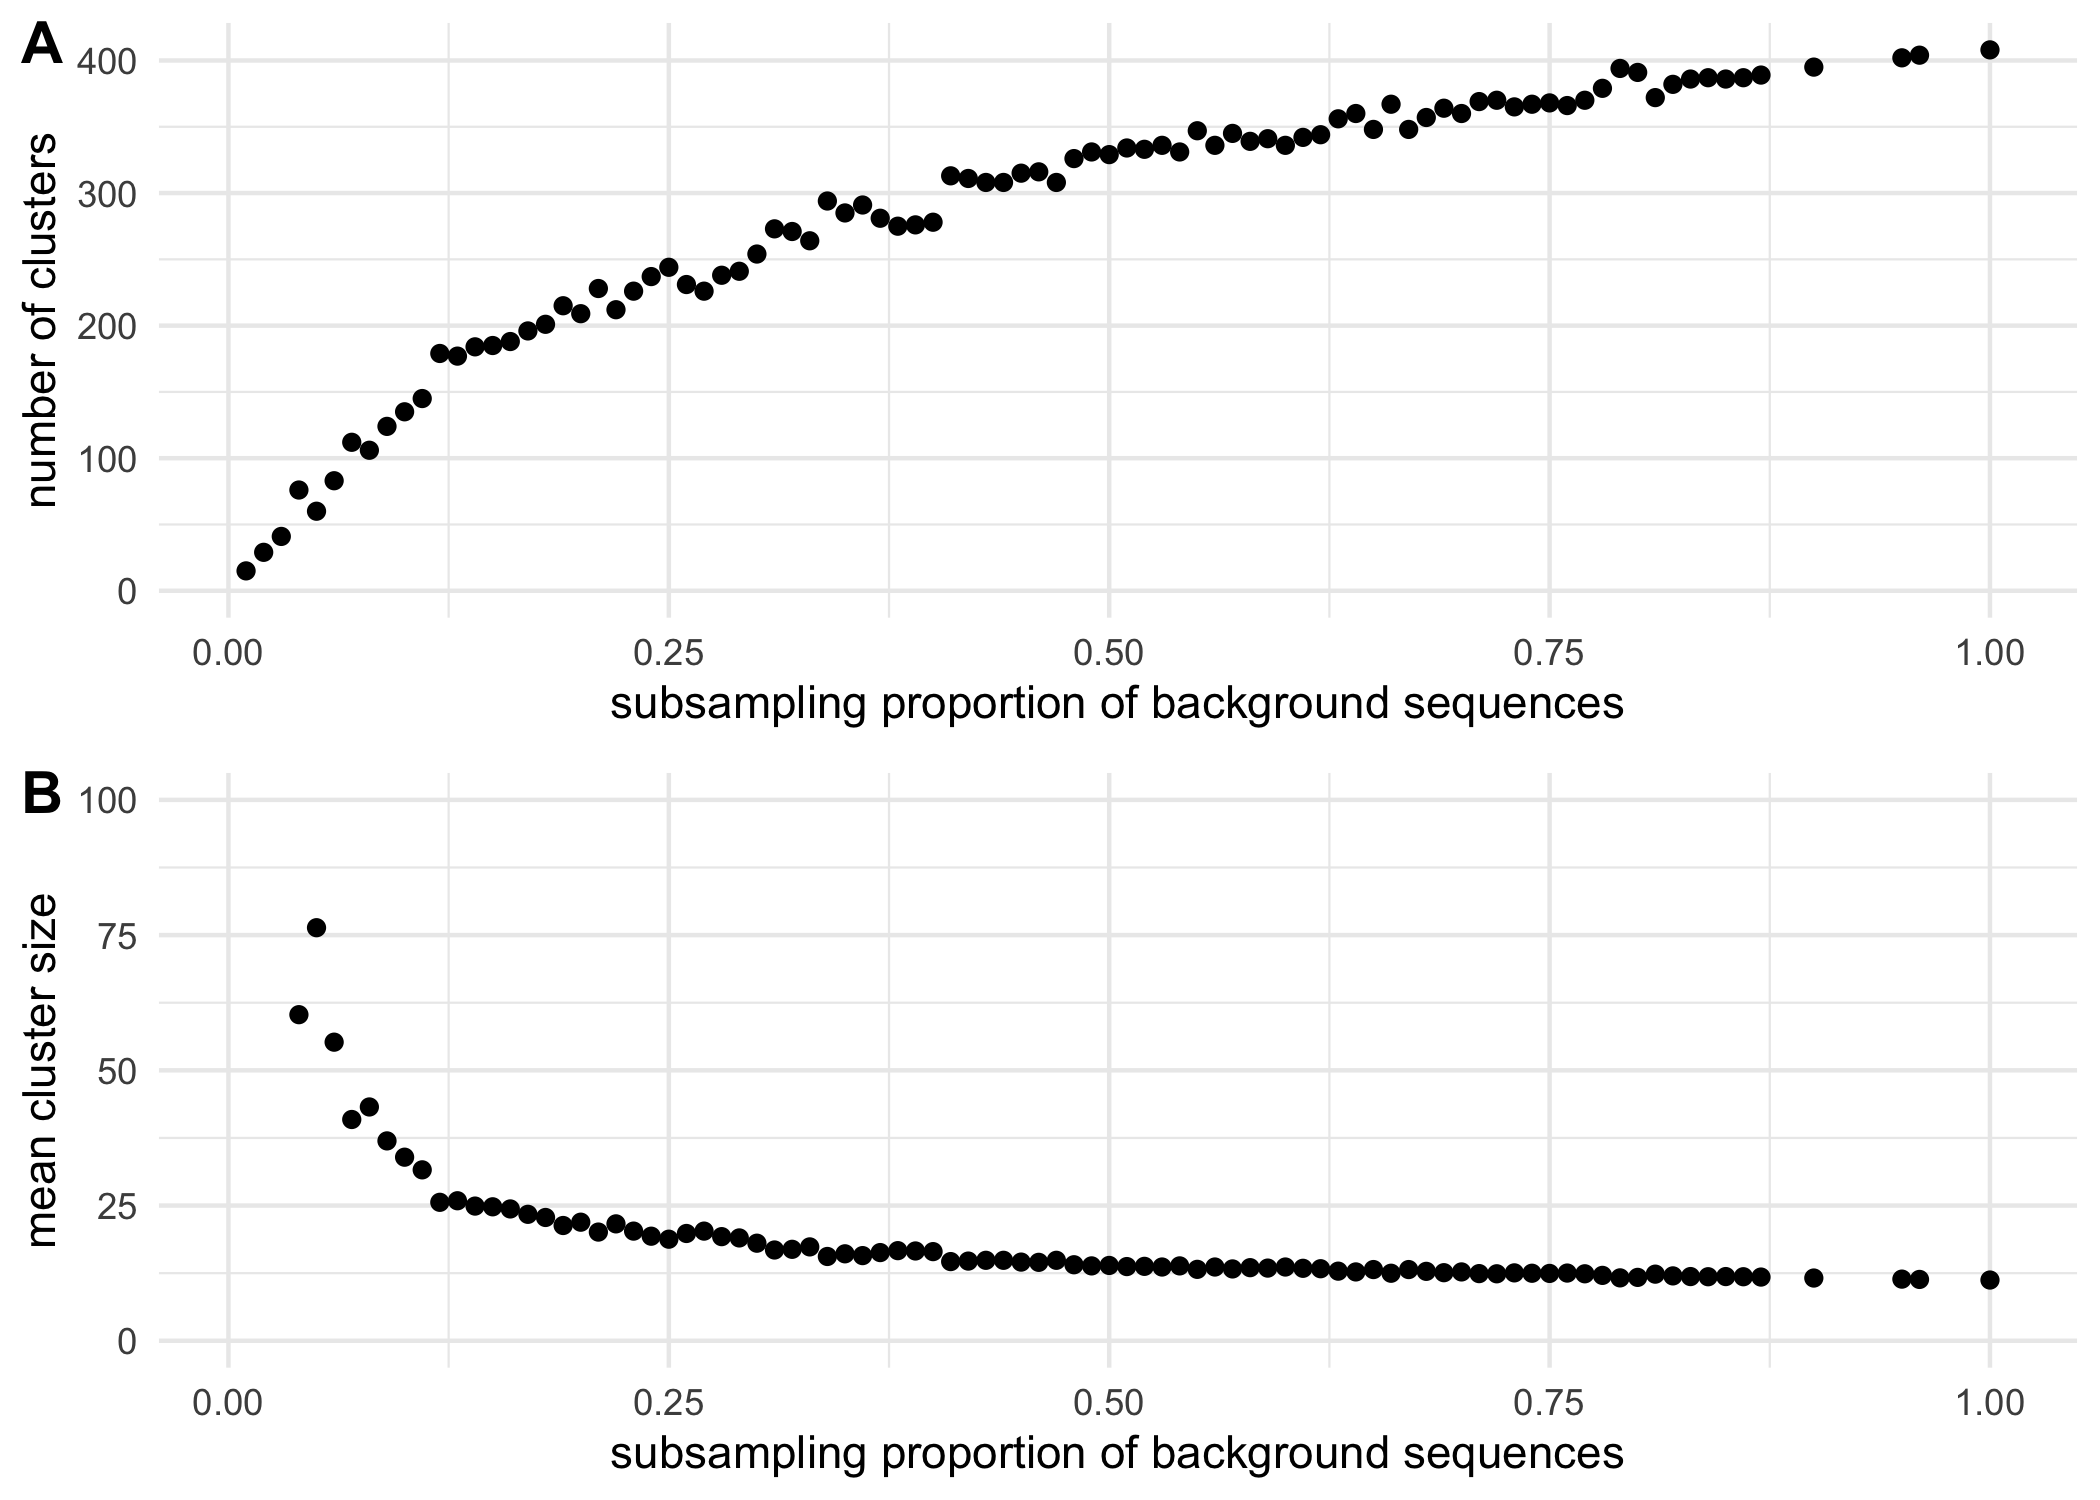 A
400
300
200
100
0
number of clusters
0.00 0.25 0.50 0.75 1.00
subsampling proportion of background sequences
B
100
75
50
25
0
mean cluster size
0.00 0.25 0.50 0.75 1.00
subsampling proportion of background sequences